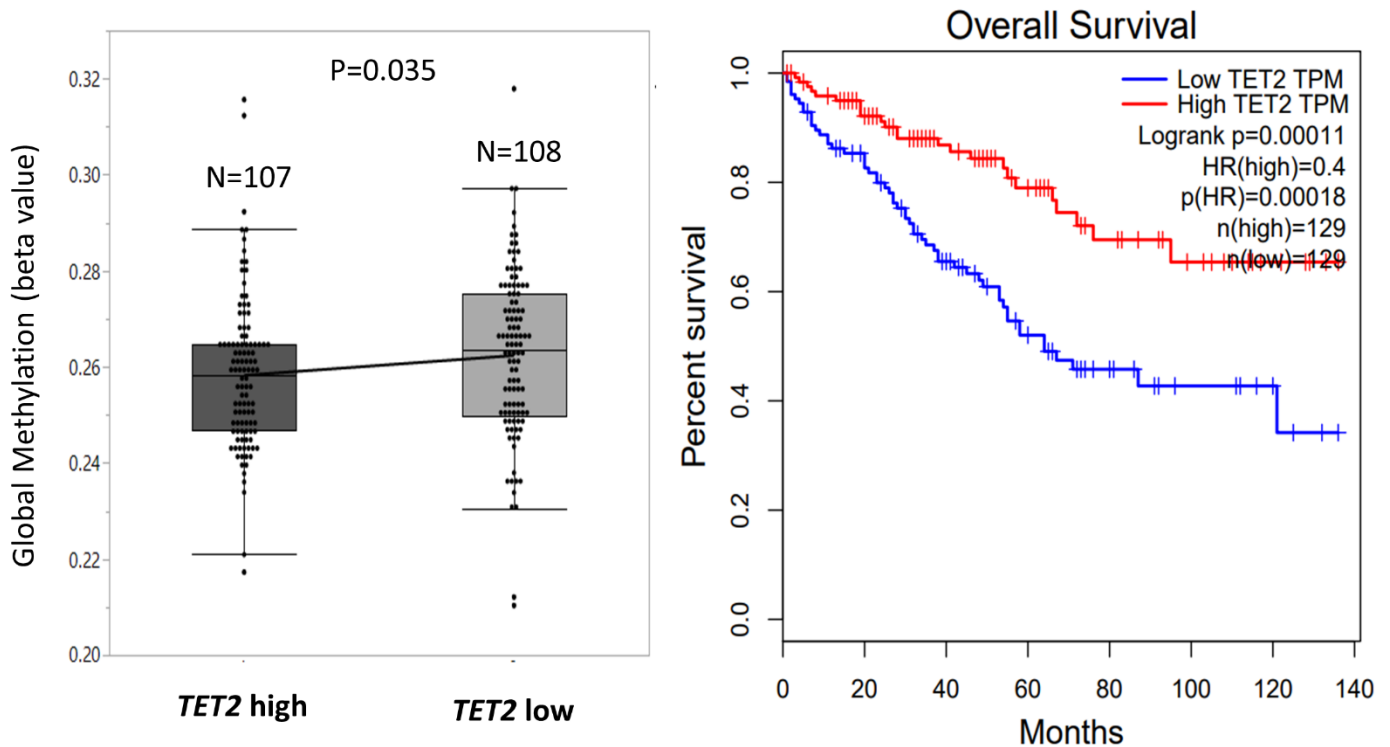 Global Methylation (beta value)
0.32
0.30
0.28
0.26
0.24
0.22
0.20
P=0.035
N=107
N=108
TET2 high
TET2 low
Overall Survival
Percent survival
1.0
0.8
0.6
0.4
0.2
0.0
Low TET2 TPM
High TET2 TPM
Logrank p=0.00011
HR(high)=0.4
p(HR)=0.00018
n(high)=129
n(low)=129
0 20 40 60 80 100 120 140
Months